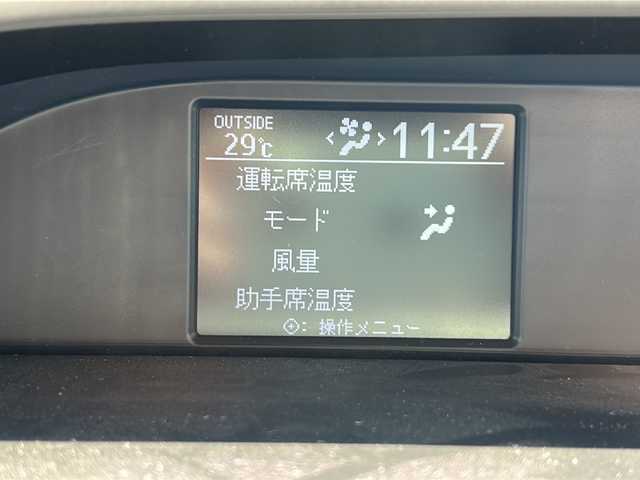 OUTSIDE
29℃ 11:47
運転席温度
モード
風量
助手席温度
: 操作メニュー